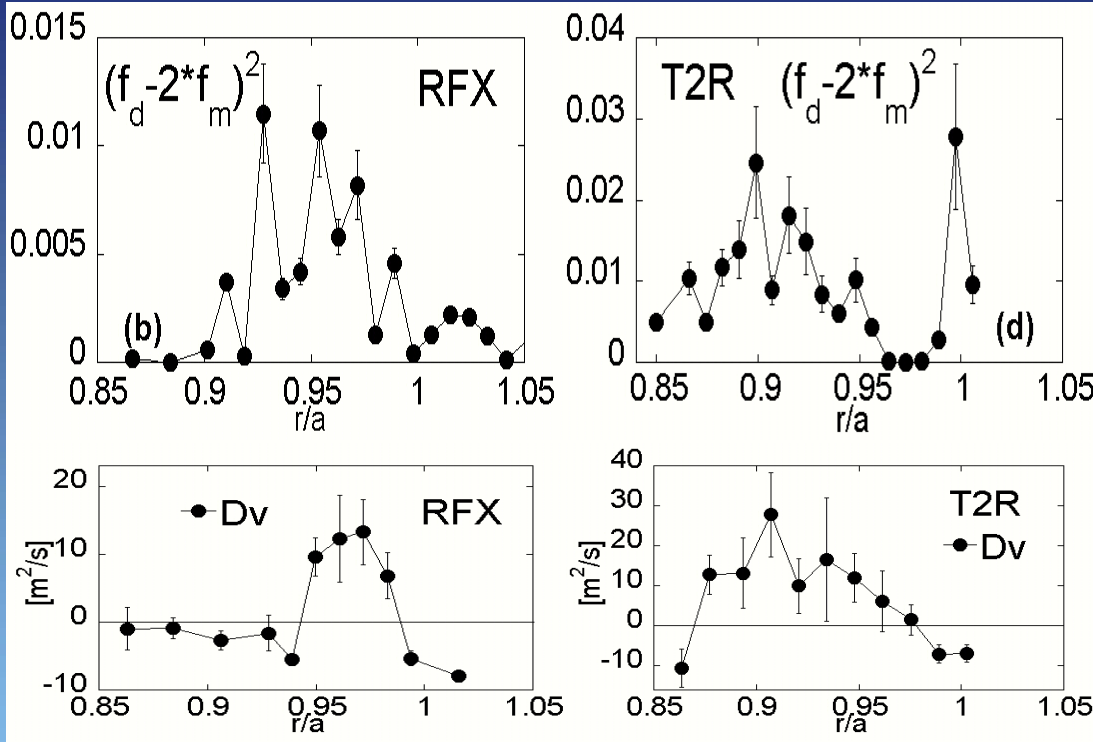 0.015
(f_d-2*f_m)^2 RFX
0.01
0.005
(b)
0
0.85 0.9 0.95 1 1.05
r/a
0.04
T2R (f_d-2*f_m)^2
0.03
0.02
0.01
(d)
0
0.85 0.9 0.95 1 1.05
r/a
20
Dv RFX
[m^2/s]
10
0
-10
0.85 0.9 0.95 1 1.05
r/a
40
T2R
30
Dv
[m^2/s]
20
10
0
-10
0.85 0.9 0.95 1 1.05
r/a